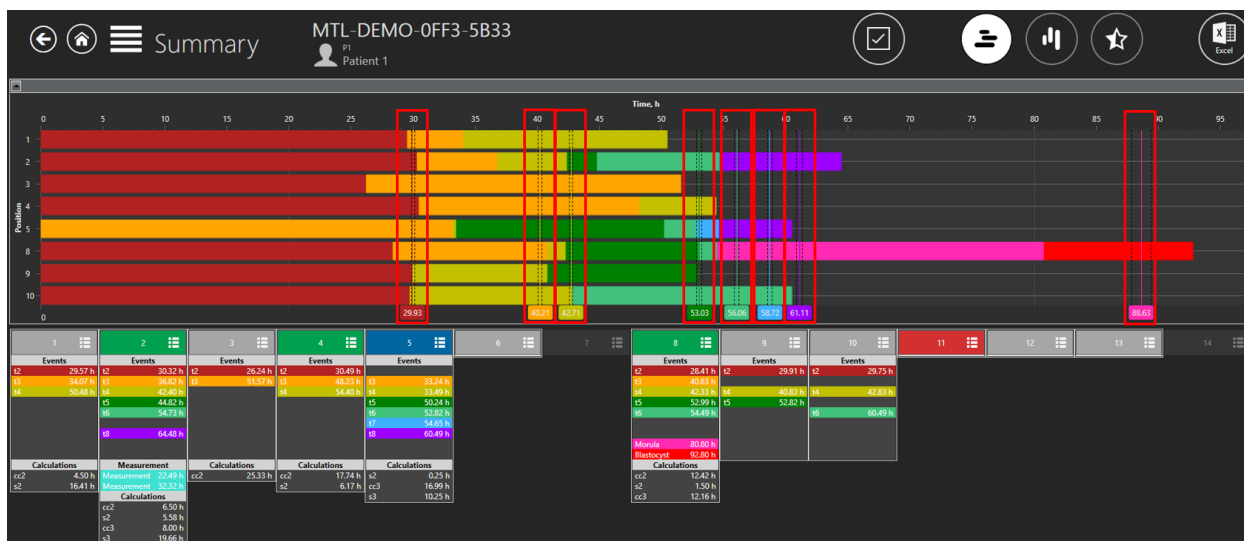 Summary
MTL-DEMO-0FF3-5B33
P1
Patient 1
Excel
Time, h
0 5 10 15 20 25 30 35 40 45 50 55 60 65 70 75 80 85 90 95
Position
1
2
3
4
5
8
9
10
0 29.93 40.21 42.71 53.03 56.06 58.72 61.11 88.63
1 2 3 4 5 6 7 8 9 10 11 12 13 14
Events Events Events Events Events Events Events Events
t2 29.57 h t2 30.32 h t2 26.24 h t2 30.49 h t2 28.41 h t2 29.91 h t2 29.75 h
t3 34.07 h t3 36.82 h t3 51.57 h t3 48.23 h t3 33.24 h t3 40.83 h
t4 50.48 h t4 42.40 h t4 54.40 h t4 33.49 h t4 42.33 h t4 40.83 h t4 42.83 h
t5 44.82 h t5 50.24 h t5 52.99 h t5 52.82 h
t6 54.73 h t6 52.82 h t6 54.49 h t6 60.49 h
t7 54.65 h
t8 64.48 h t8 60.49 h
Morula 80.80 h
Blastocyst 92.80 h
Calculations Measurement Calculations Calculations Calculations Calculations
cc2 4.50 h Measurement 22.49 h cc2 25.33 h cc2 17.74 h s2 0.25 h cc2 12.42 h
s2 16.41 h Measurement 32.32 h s2 6.17 h cc3 16.99 h s2 1.50 h
Calculations s3 10.25 h cc3 12.16 h
cc2 6.50 h
s2 5.58 h
cc3 8.00 h
s3 19.66 h